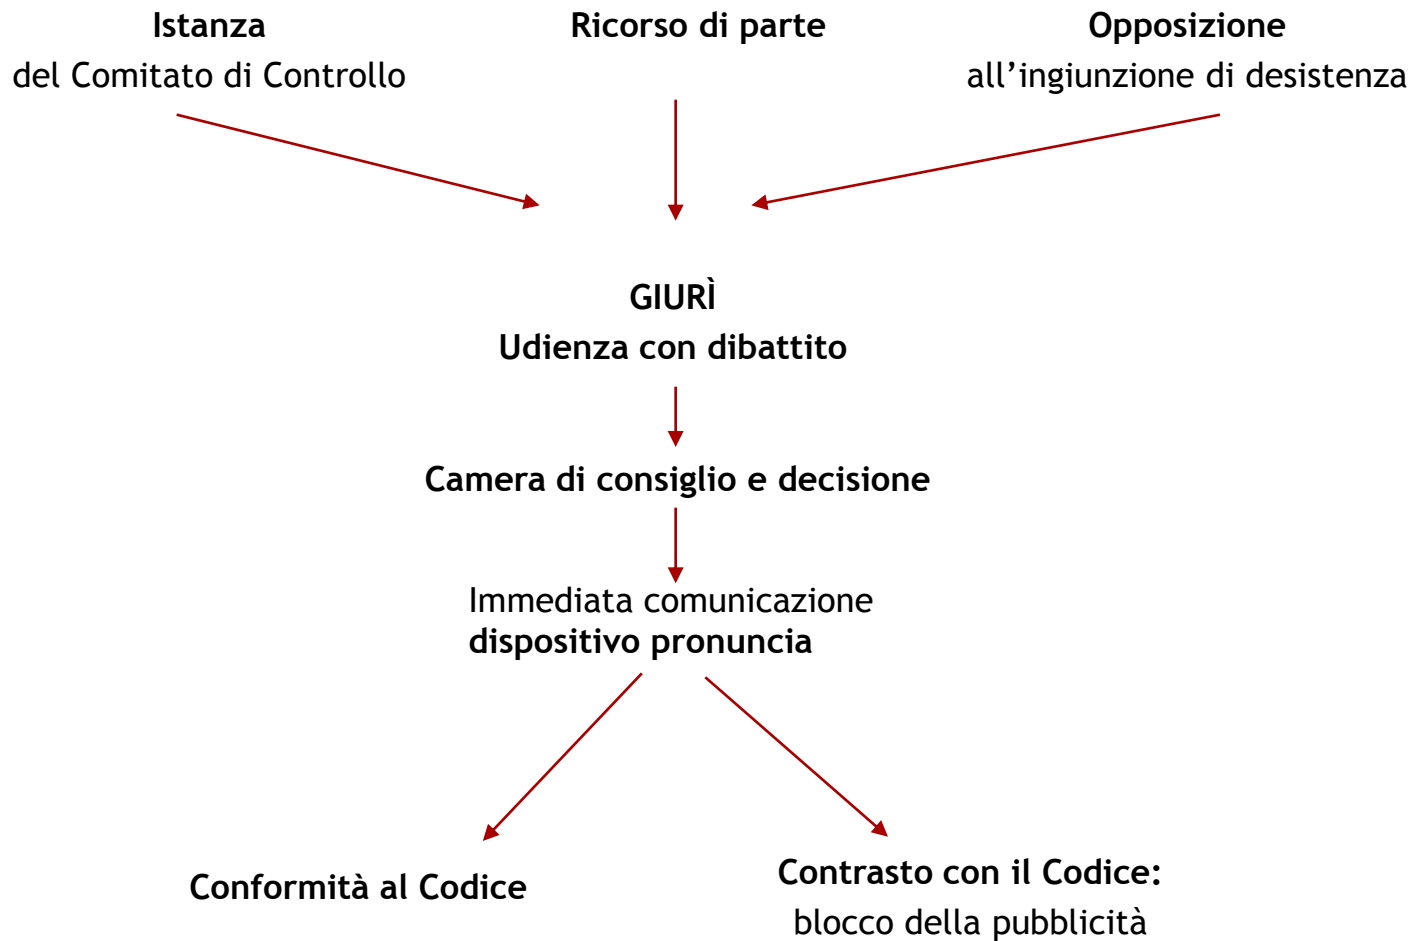 Istanza
del Comitato di Controllo
Ricorso di parte
Opposizione
all’ingiunzione di desistenza
GIURÌ
Udienza con dibattito
Camera di consiglio e decisione
Immediata comunicazione
dispositivo pronuncia
Conformità al Codice
Contrasto con il Codice:
blocco della pubblicità